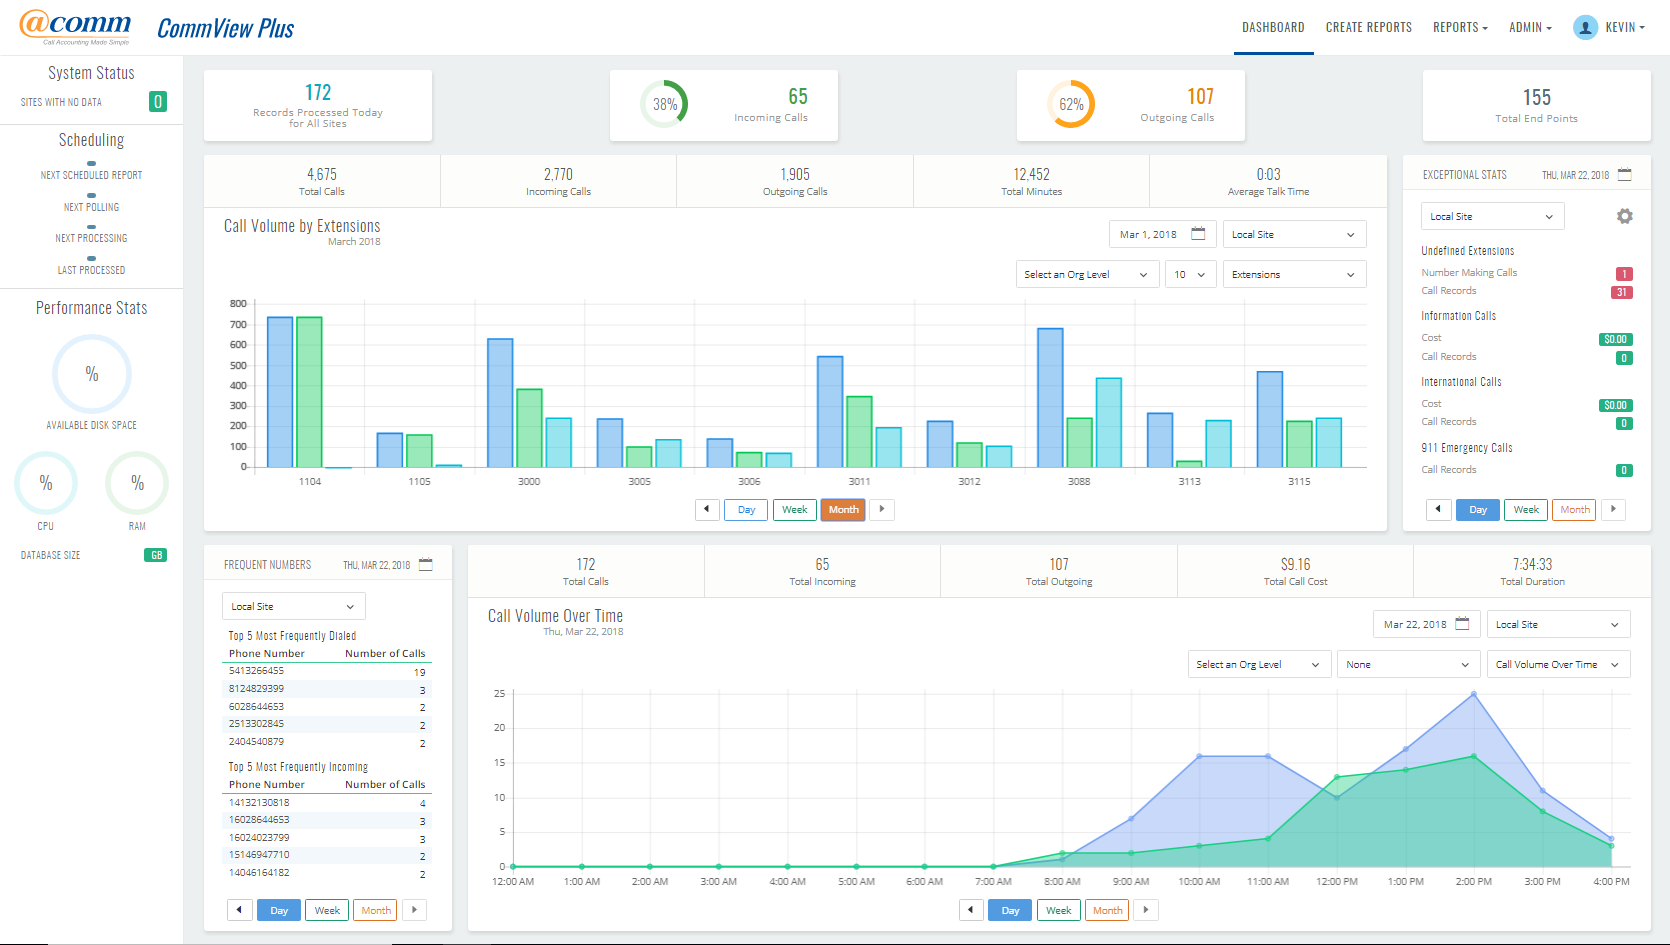 @comm
Call Accounting Made Simple
CommView Plus
DASHBOARD
CREATE REPORTS
REPORTS
ADMIN
KEVIN
System Status
SITES WITH NO DATA
0
Scheduling
NEXT SCHEDULED REPORT
NEXT POLLING
NEXT PROCESSING
LAST PROCESSED
Performance Stats
%
AVAILABLE DISK SPACE
%
%
CPU
RAM
DATABASE SIZE
GB
172
Records Processed Today
for All Sites
38%
65
Incoming Calls
62%
107
Outgoing Calls
155
Total End Points
4,675
Total Calls
2,770
Incoming Calls
1,905
Outgoing Calls
12,452
Total Minutes
0:03
Average Talk Time
Call Volume by Extensions
March 2018
Mar 1, 2018
Local Site
Select an Org Level
10
Extensions
800
700
600
500
400
300
200
100
0
1104
1105
3000
3005
3006
3011
3012
3088
3113
3115
Day
Week
Month
EXCEPTIONAL STATS
THU, MAR 22, 2018
Local Site
Undefined Extensions
Number Making Calls
1
Call Records
31
Information Calls
Cost
$0.00
Call Records
0
International Calls
Cost
$0.00
Call Records
0
911 Emergency Calls
Call Records
0
Day
Week
Month
FREQUENT NUMBERS
THU, MAR 22, 2018
Local Site
Top 5 Most Frequently Dialed
Phone Number Number of Calls
5413266455 19
8124829399 3
6028644653 2
2513302845 2
2404540879 2
Top 5 Most Frequently Incoming
Phone Number Number of Calls
14132130818 4
16028644653 3
16024023799 3
15146947710 2
14046164182 2
Day
Week
Month
172
Total Calls
65
Total Incoming
107
Total Outgoing
$9.16
Total Call Cost
7:34:33
Total Duration
Call Volume Over Time
Thu, Mar 22, 2018
Mar 22, 2018
Local Site
Select an Org Level
None
Call Volume Over Time
25
20
15
10
5
0
12:00 AM
1:00 AM
2:00 AM
3:00 AM
4:00 AM
5:00 AM
6:00 AM
7:00 AM
8:00 AM
9:00 AM
10:00 AM
11:00 AM
12:00 PM
1:00 PM
2:00 PM
3:00 PM
4:00 PM
Day
Week
Month